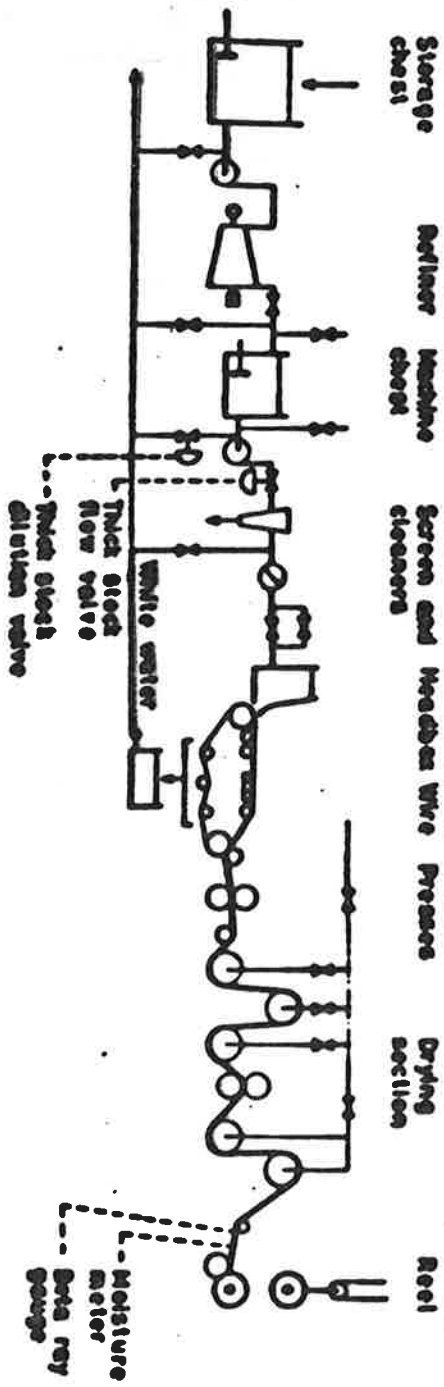 Storage
chest
Refiner
Machine
chest
Screen and
cleaners
Headbox
Wire
Presses
Drying
section
Reel
Thick stock
flow valve
Thick stock
dilution valve
White water
Moisture
meter
Beta ray
gauge